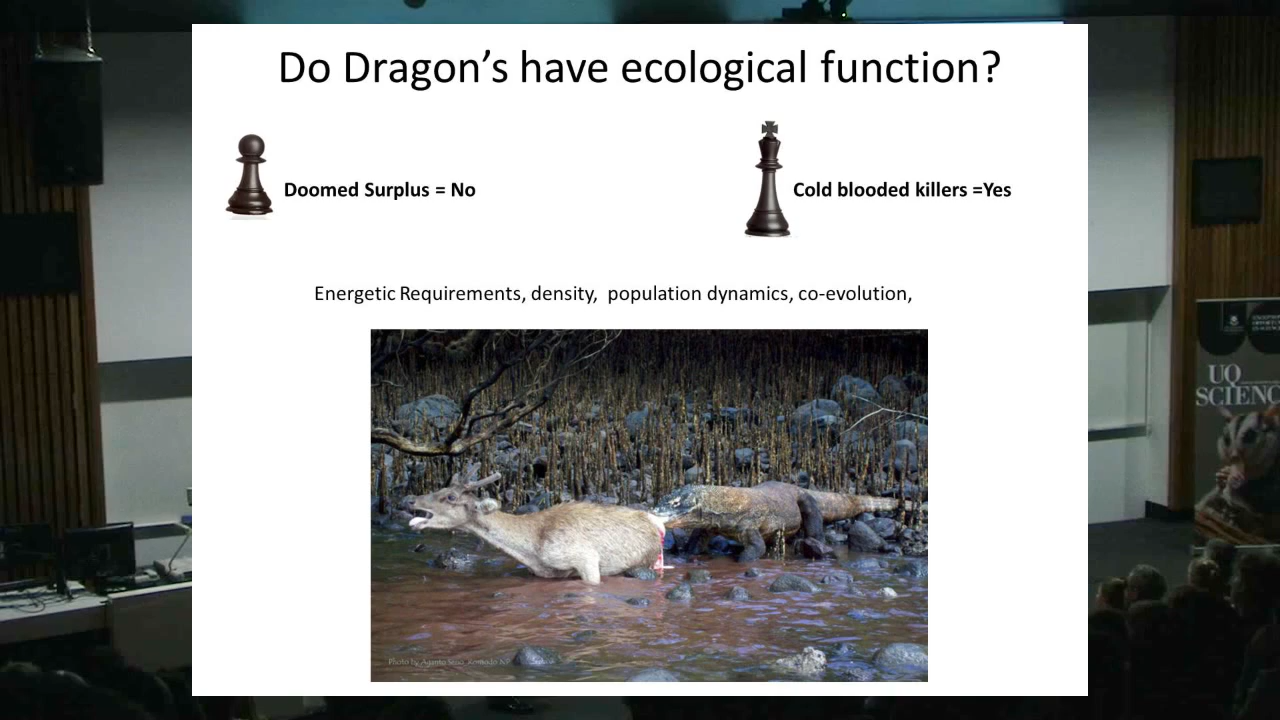 Do Dragon’s have ecological function?
Doomed Surplus = No
Cold blooded killers =Yes
Energetic Requirements, density,  population dynamics, co-evolution,
UQ
SCIENC